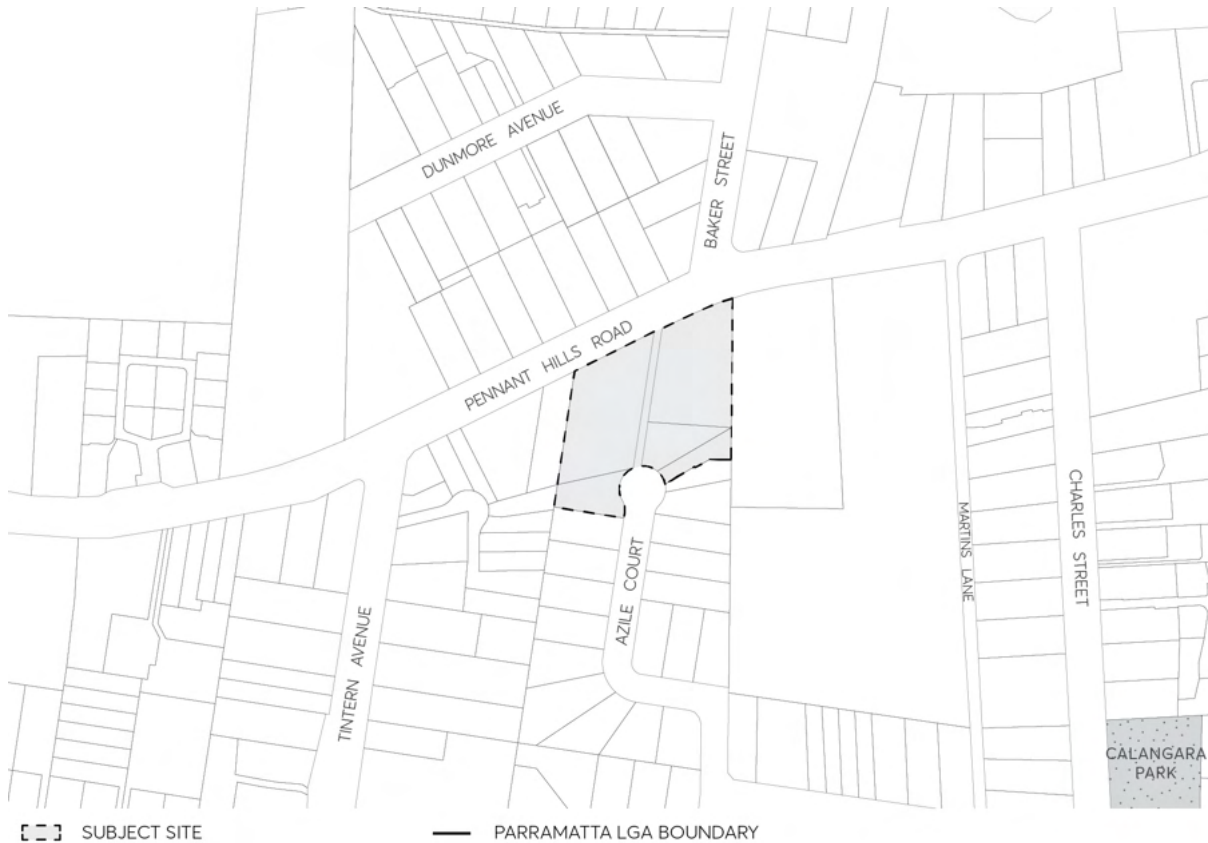 DUNMORE AVENUE
BAKER STREET
PENNANT HILLS ROAD
AZILE COURT
TINTERN AVENUE
MARTINS LANE
CHARLES STREET
CALANGARA
PARK
SUBJECT SITE
PARRAMATTA LGA BOUNDARY